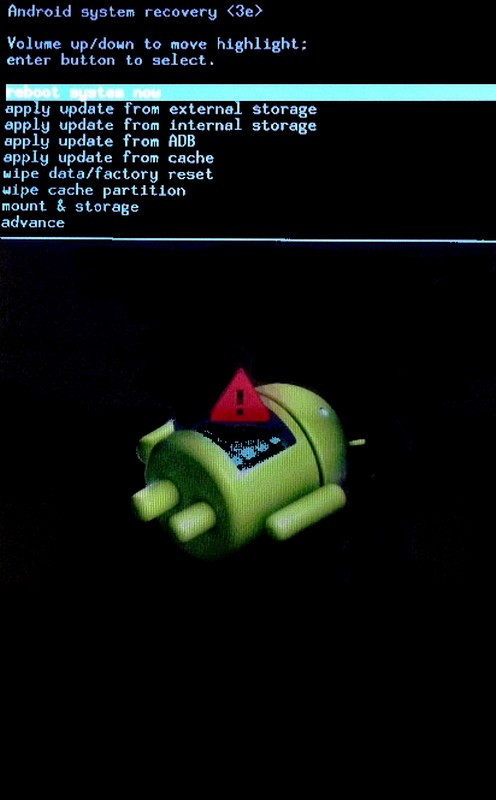 Android system recovery <3e>
Volume up/down to move highlight;
enter button to select.
reboot system now
apply update from external storage
apply update from internal storage
apply update from ADB
apply update from cache
wipe data/factory reset
wipe cache partition
mount & storage
advance
!